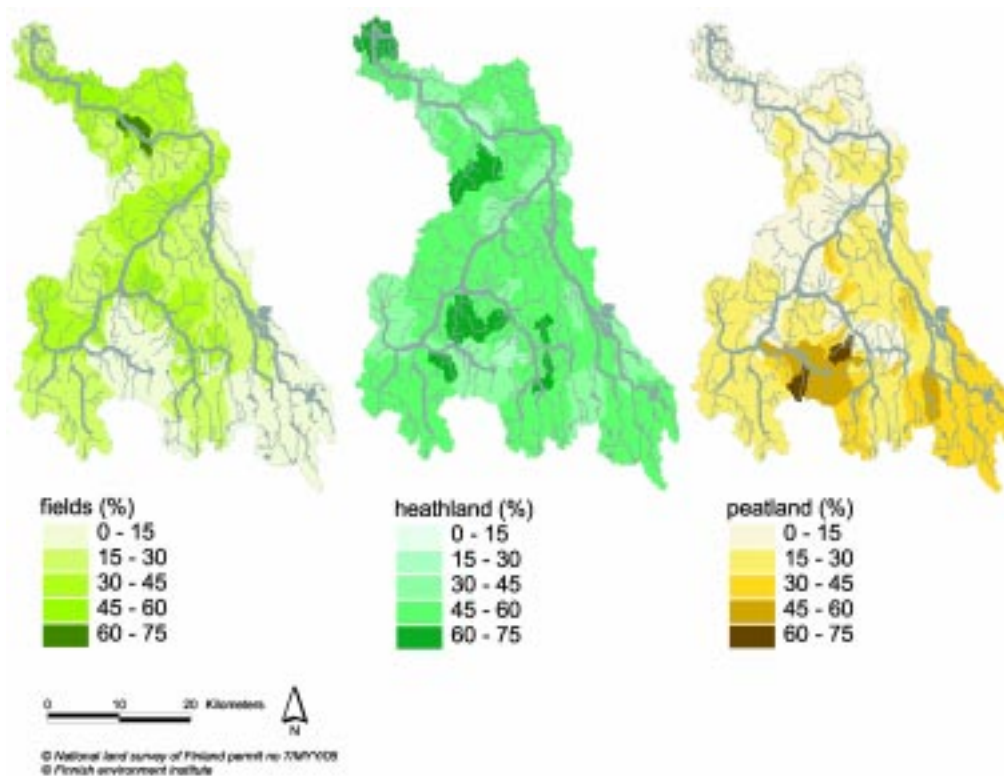 fields (%)
0 - 15
15 - 30
30 - 45
45 - 60
60 - 75
heathland (%)
0 - 15
15 - 30
30 - 45
45 - 60
60 - 75
peatland (%)
0 - 15
15 - 30
30 - 45
45 - 60
60 - 75
0 10 20 Kilometers
N
© National land survey of Finland permit no
© Finnish environment institute